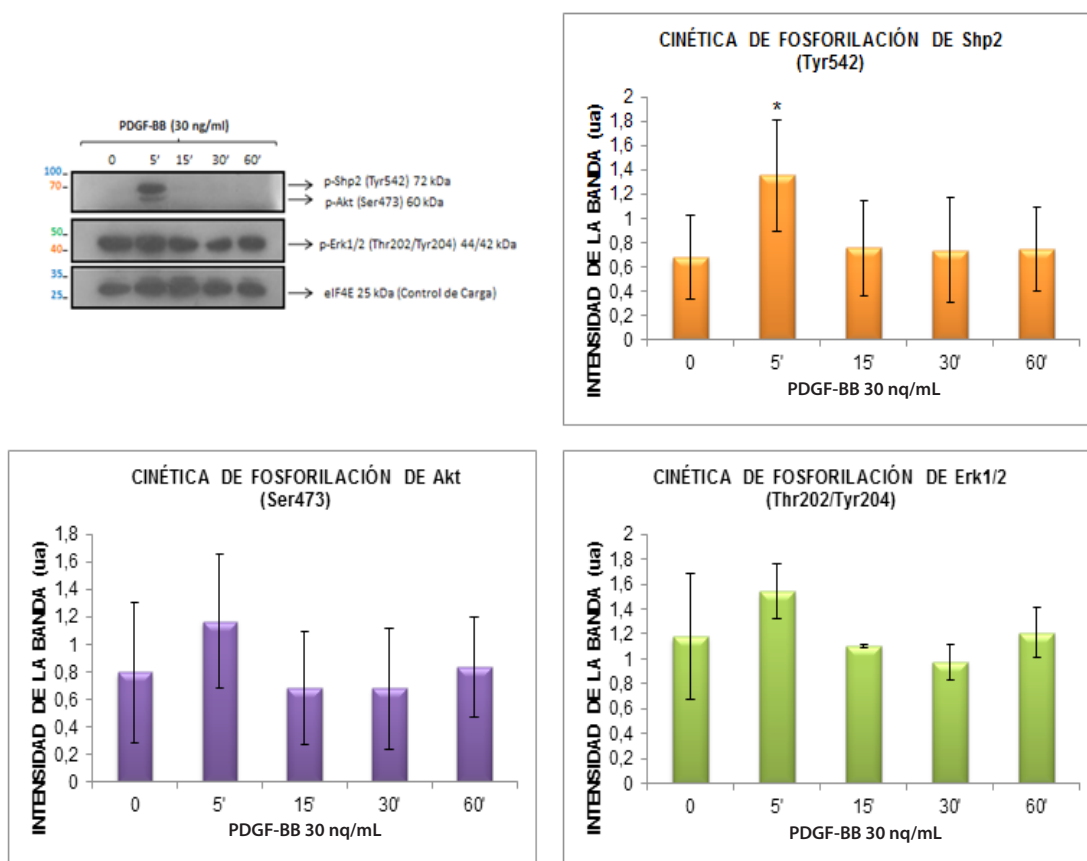 PDGF-BB (30 ng/ml)
0 5' 15' 30' 60'
100
70
p-Shp2 (Tyr542) 72 kDa
p-Akt (Ser473) 60 kDa
50
40
p-Erk1/2 (Thr202/Tyr204) 44/42 kDa
35
25
eIF4E 25 kDa (Control de Carga)
CINÉTICA DE FOSFORILACIÓN DE Shp2
(Tyr542)
INTENSIDAD DE LA BANDA (ua)
2
1,8
1,6
1,4
1,2
1
0,8
0,6
0,4
0,2
0
*
0 5' 15' 30' 60'
PDGF-BB 30 nq/mL
CINÉTICA DE FOSFORILACIÓN DE Akt
(Ser473)
INTENSIDAD DE LA BANDA (ua)
1,8
1,6
1,4
1,2
1
0,8
0,6
0,4
0,2
0
0 5' 15' 30' 60'
PDGF-BB 30 nq/mL
CINÉTICA DE FOSFORILACIÓN DE Erk1/2
(Thr202/Tyr204)
INTENSIDAD DE LA BANDA (ua)
2
1,8
1,6
1,4
1,2
1
0,8
0,6
0,4
0,2
0
0 5' 15' 30' 60'
PDGF-BB 30 nq/mL